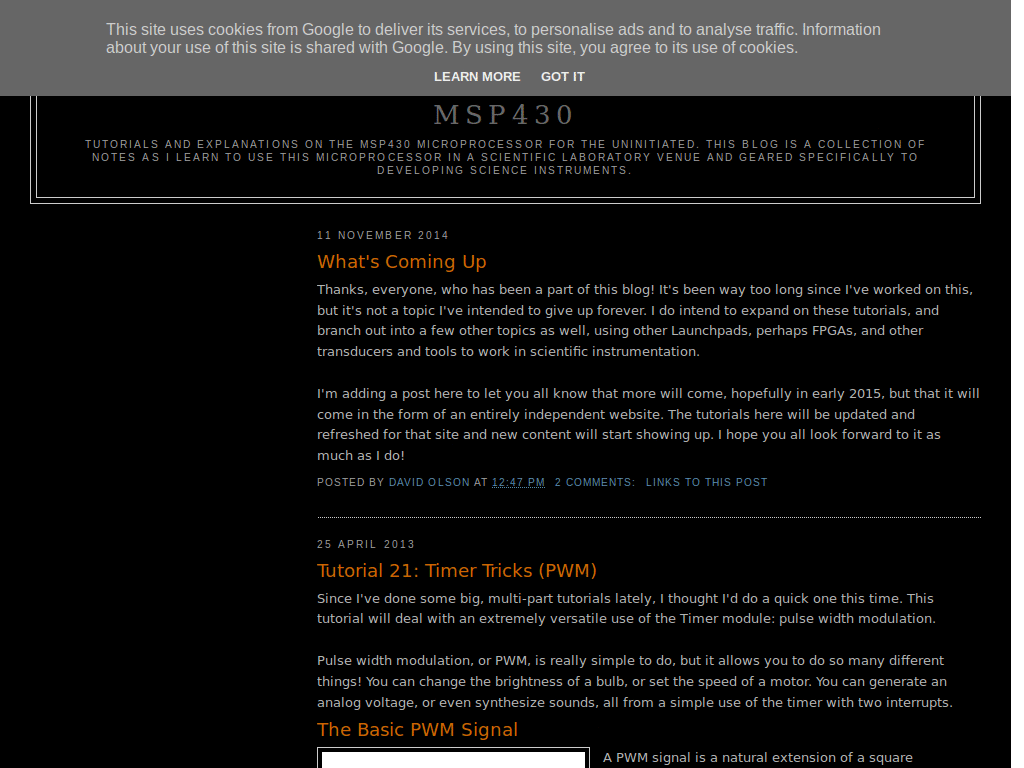 This site uses cookies from Google to deliver its services, to personalise ads and to analyse traffic. Information
about your use of this site is shared with Google. By using this site, you agree to its use of cookies.
LEARN MORE GOT IT
MSP430
TUTORIALS AND EXPLANATIONS ON THE MSP430 MICROPROCESSOR FOR THE UNINITIATED. THIS BLOG IS A COLLECTION OF
NOTES AS I LEARN TO USE THIS MICROPROCESSOR IN A SCIENTIFIC LABORATORY VENUE AND GEARED SPECIFICALLY TO
DEVELOPING SCIENCE INSTRUMENTS.
11 NOVEMBER 2014
What's Coming Up
Thanks, everyone, who has been a part of this blog! It's been way too long since I've worked on this,
but it's not a topic I've intended to give up forever. I do intend to expand on these tutorials, and
branch out into a few other topics as well, using other Launchpads, perhaps FPGAs, and other
transducers and tools to work in scientific instrumentation.
I'm adding a post here to let you all know that more will come, hopefully in early 2015, but that it will
come in the form of an entirely independent website. The tutorials here will be updated and
refreshed for that site and new content will start showing up. I hope you all look forward to it as
much as I do!
POSTED BY DAVID OLSON AT 12:47 PM 2 COMMENTS: LINKS TO THIS POST
25 APRIL 2013
Tutorial 21: Timer Tricks (PWM)
Since I've done some big, multi-part tutorials lately, I thought I'd do a quick one this time. This
tutorial will deal with an extremely versatile use of the Timer module: pulse width modulation.
Pulse width modulation, or PWM, is really simple to do, but it allows you to do so many different
things! You can change the brightness of a bulb, or set the speed of a motor. You can generate an
analog voltage, or even synthesize sounds, all from a simple use of the timer with two interrupts.
The Basic PWM Signal
A PWM signal is a natural extension of a square